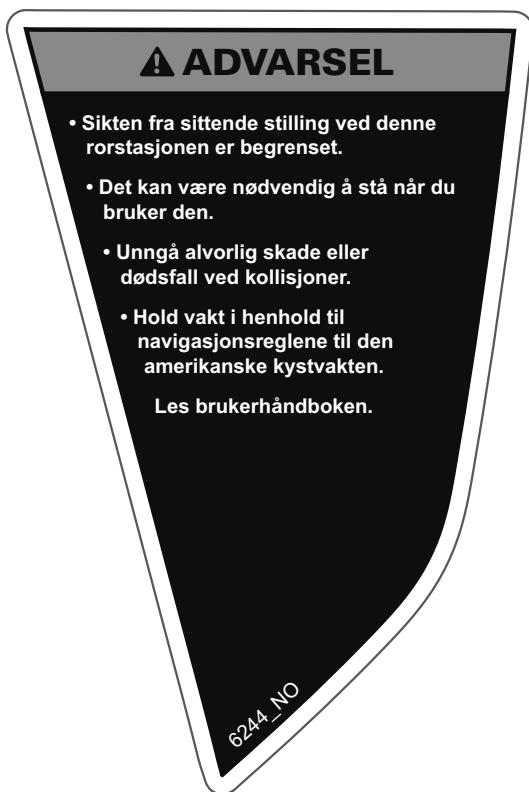 ADVARSEL
• Sikten fra sittende stilling ved denne
rorstasjonen er begrenset.
• Det kan være nødvendig å stå når du
bruker den.
• Unngå alvorlig skade eller
dødsfall ved kollisjoner.
• Hold vakt i henhold til
navigasjonsreglene til den
amerikanske kystvakten.
Les brukerhåndboken.
6244_NO